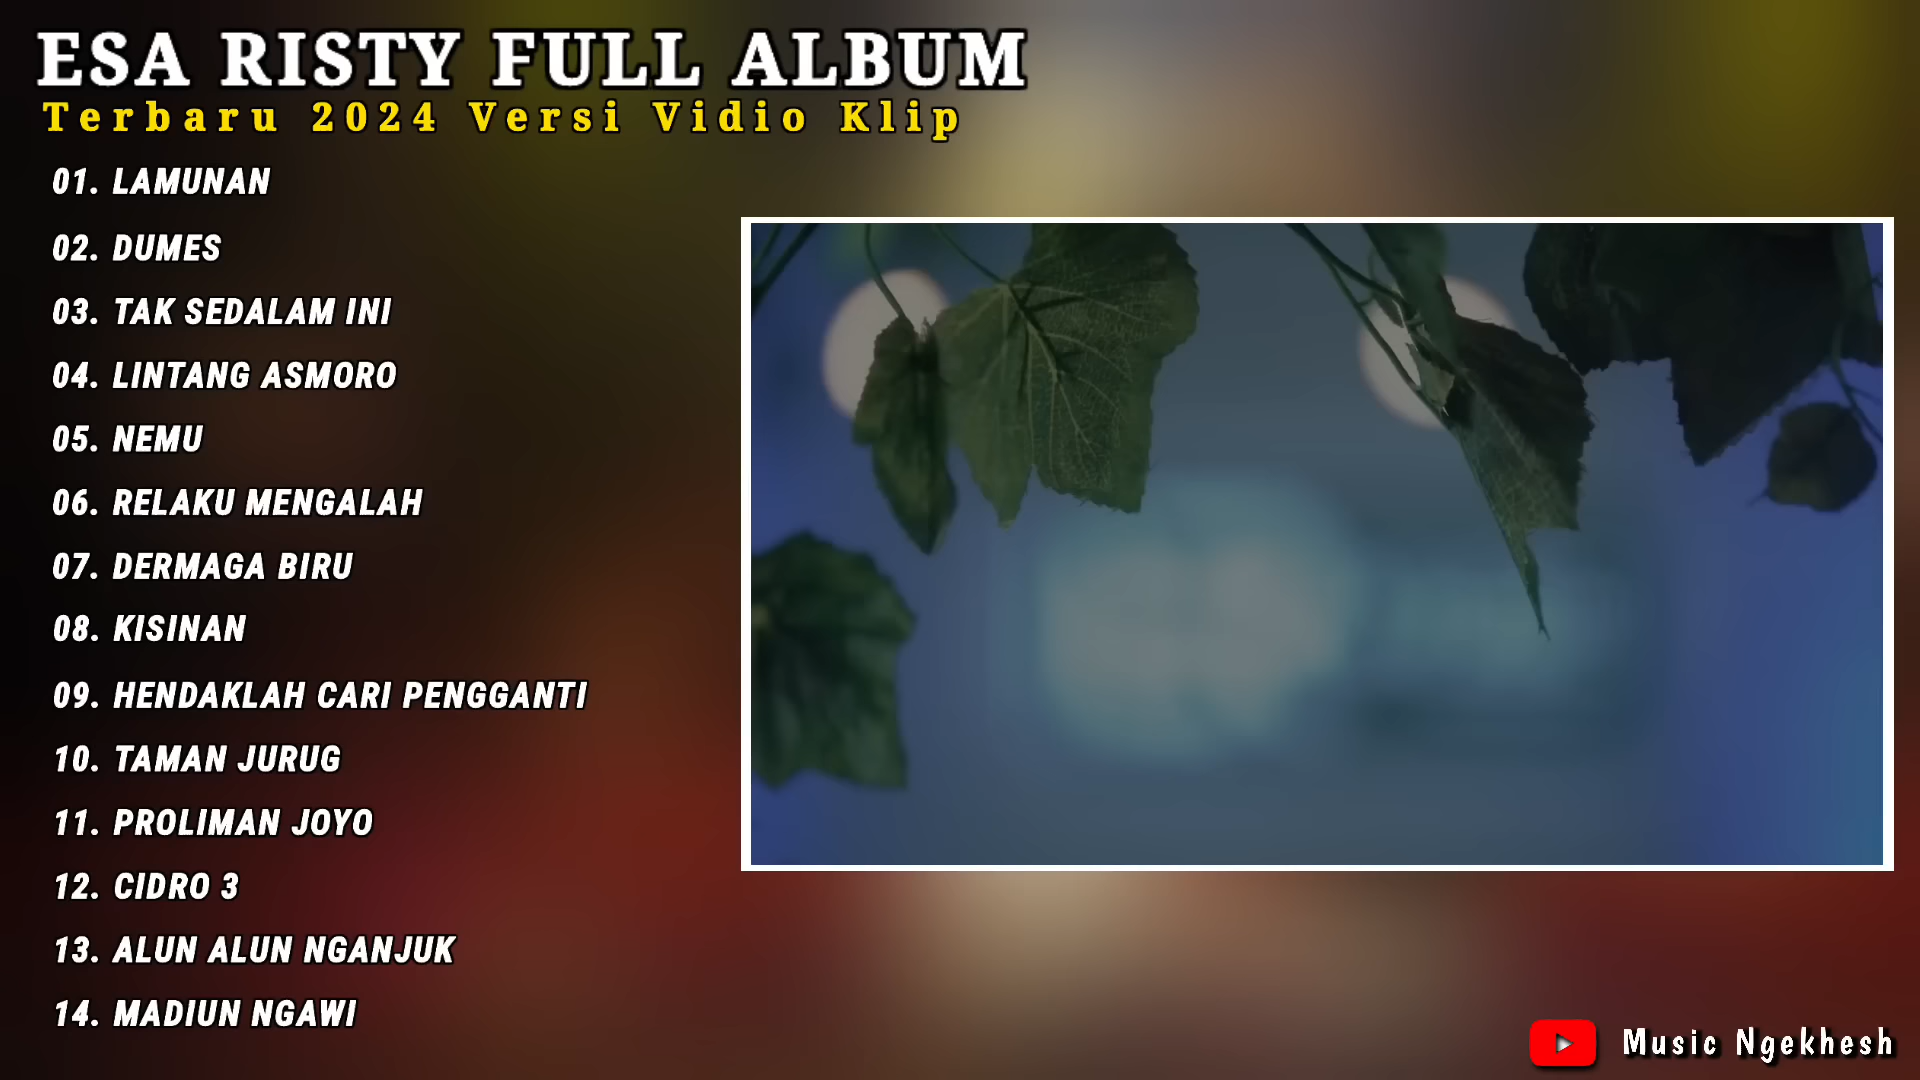 ESA RISTY FULL ALBUM
Terbaru 2024 Versi Vidio Klip
01. LAMUNAN
02. DUMES
03. TAK SEDALAM INI
04. LINTANG ASMORO
05. NEMU
06. RELAKU MENGALAH
07. DERMAGA BIRU
08. KISINAN
09. HENDAKLAH CARI PENGGANTI
10. TAMAN JURUG
11. PROLIMAN JOYO
12. CIDRO 3
13. ALUN ALUN NGANJUK
14. MADIUN NGAWI
Music Ngekhesh